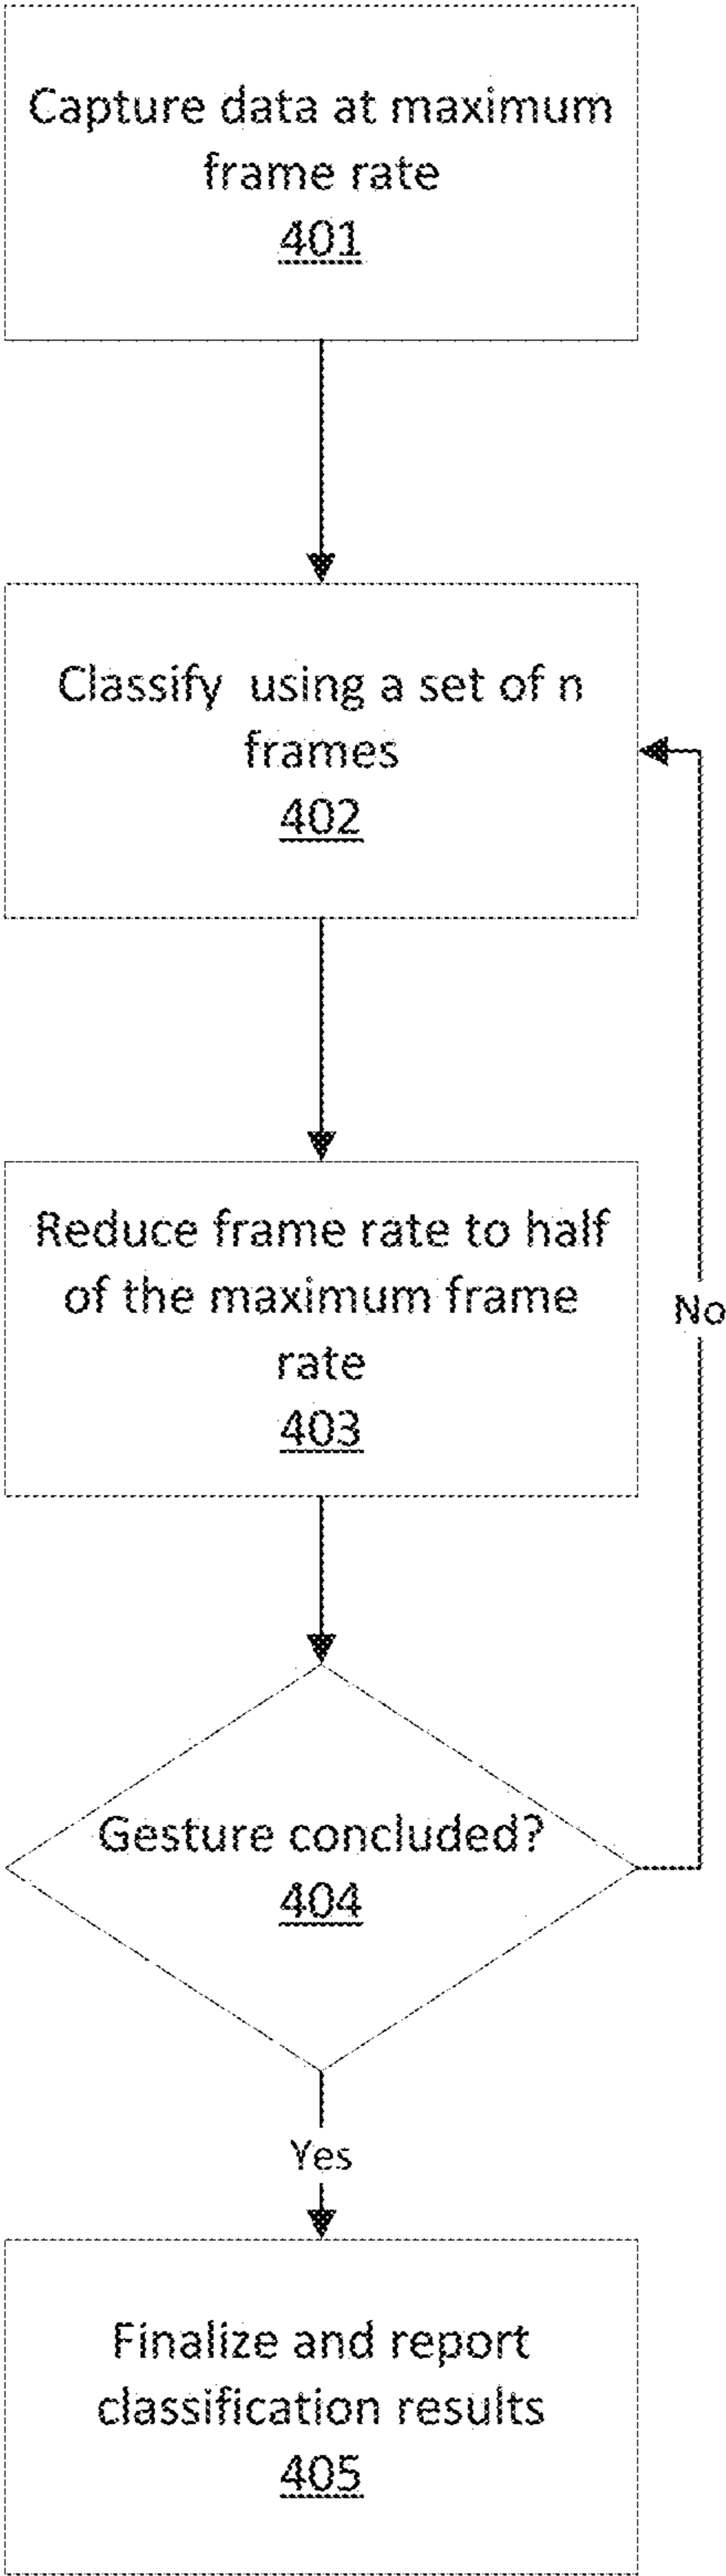 Capture data at maximum
frame rate
401
Classify using a set of n
frames
402
Reduce frame rate to half
of the maximum frame
rate
403
No
Gesture concluded?
404
Yes
Finalize and report
classification results
405